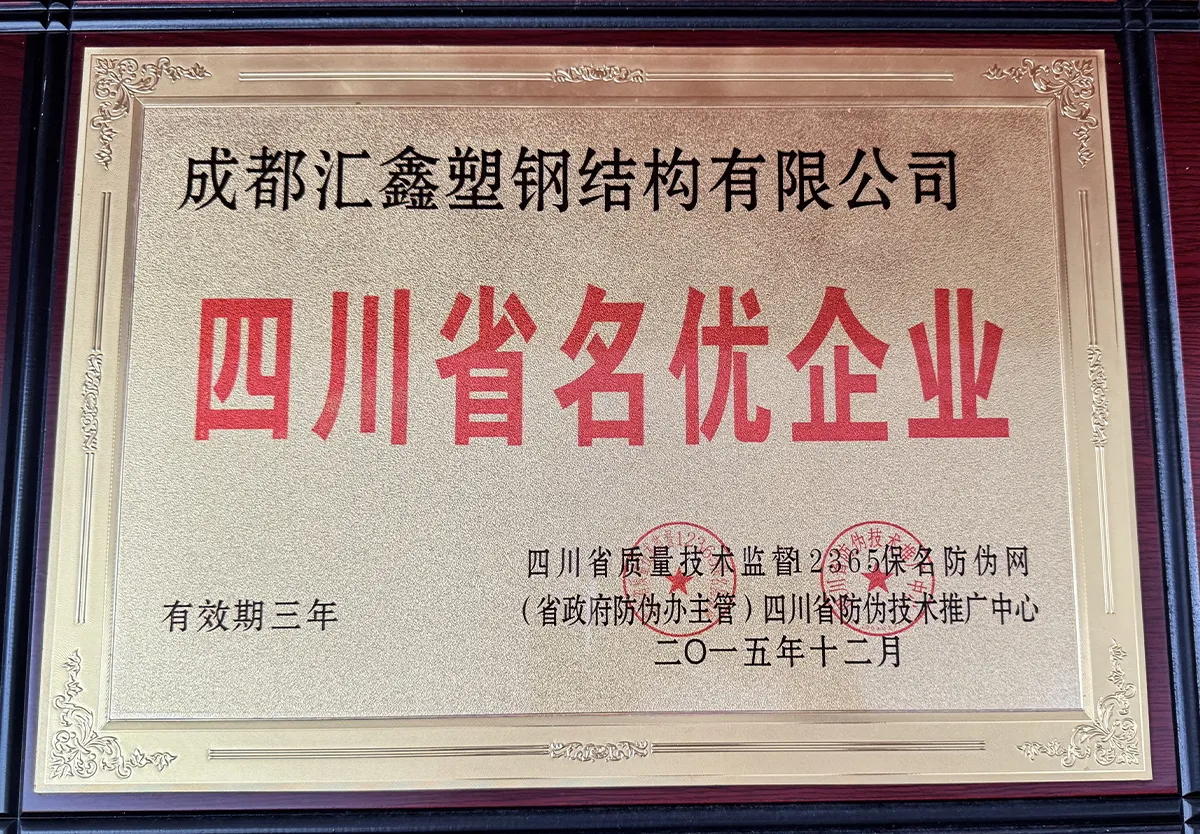 成都汇鑫塑钢结构有限公司
四川省名优企业
四川省质量技术监督12365保名防伪网
有效期三年
（省政府防伪办主管）四川省防伪技术推广中心
二〇一五年十二月